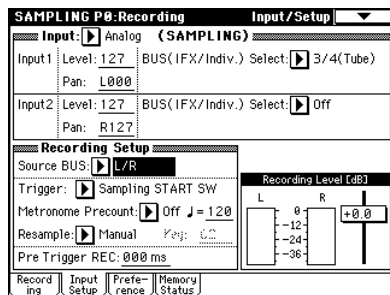 SAMPLING P0:Recording Input/Setup
Input: Analog (SAMPLING)
Input1 Level: 127 BUS(IFX/Indiv.) Select: 3/4(Tube)
Pan: L000
Input2 Level: 127 BUS(IFX/Indiv.) Select: Off
Pan: R127
Recording Setup
Source BUS: L/R
Trigger: Sampling START SW
Metronome Precount: Off ♩=120
Resample: Manual Key:
Pre Trigger REC: 000 ms
Recording Level [dB]
L R
+0.0
0
-12
-24
-36
Recording Input Setup Prefe-rence Memory Status